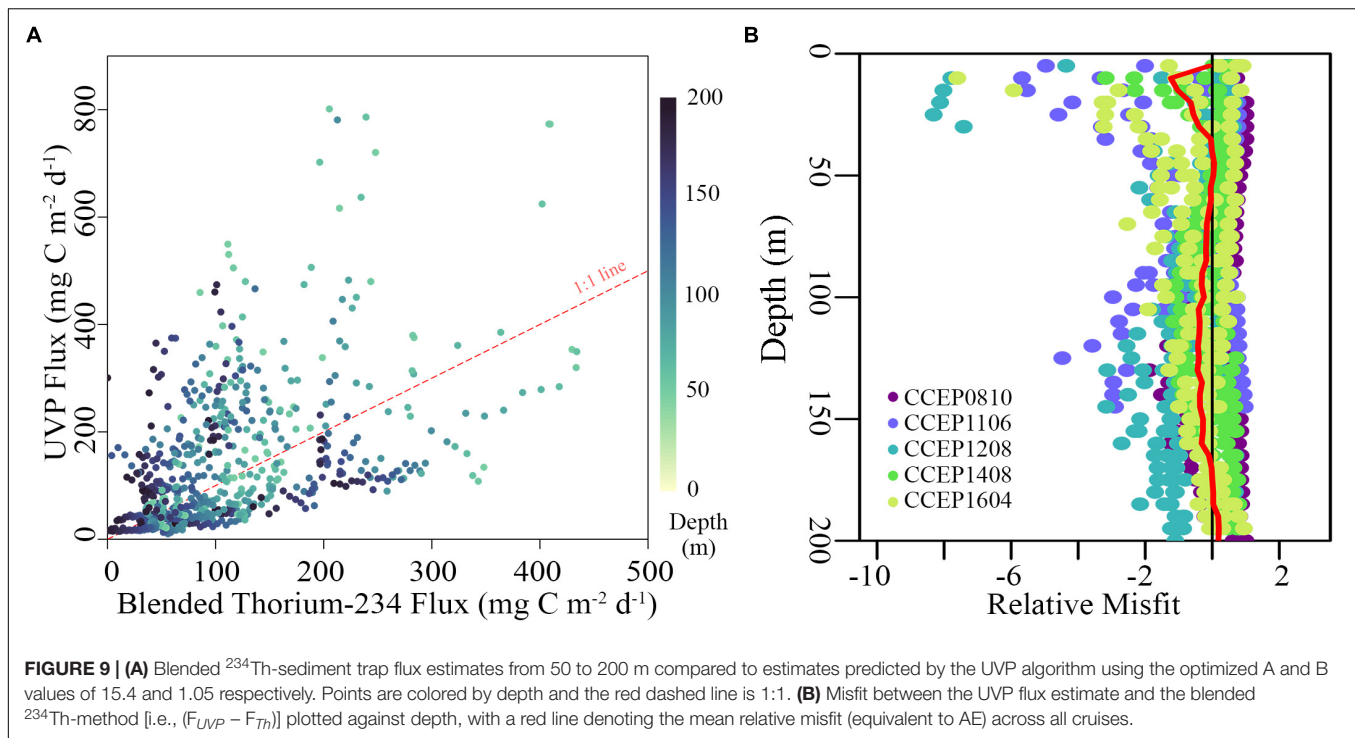 A
B
UVP Flux (mg C m⁻² d⁻¹)
800
600
400
200
0
0 100 200 300 400 500
Blended Thorium-234 Flux (mg C m⁻² d⁻¹)
1:1 line
200
150
100
50
0
Depth
(m)
Depth (m)
0
50
100
150
200
CCEP0810
CCEP1106
CCEP1208
CCEP1408
CCEP1604
-10 -6 -2 2
Relative Misfit
FIGURE 9 | (A) Blended ²³⁴Th-sediment trap flux estimates from 50 to 200 m compared to estimates predicted by the UVP algorithm using the optimized A and B
values of 15.4 and 1.05 respectively. Points are colored by depth and the red dashed line is 1:1. (B) Misfit between the UVP flux estimate and the blended
²³⁴Th-method [i.e., (F_UVP – F_Th)] plotted against depth, with a red line denoting the mean relative misfit (equivalent to AE) across all cruises.